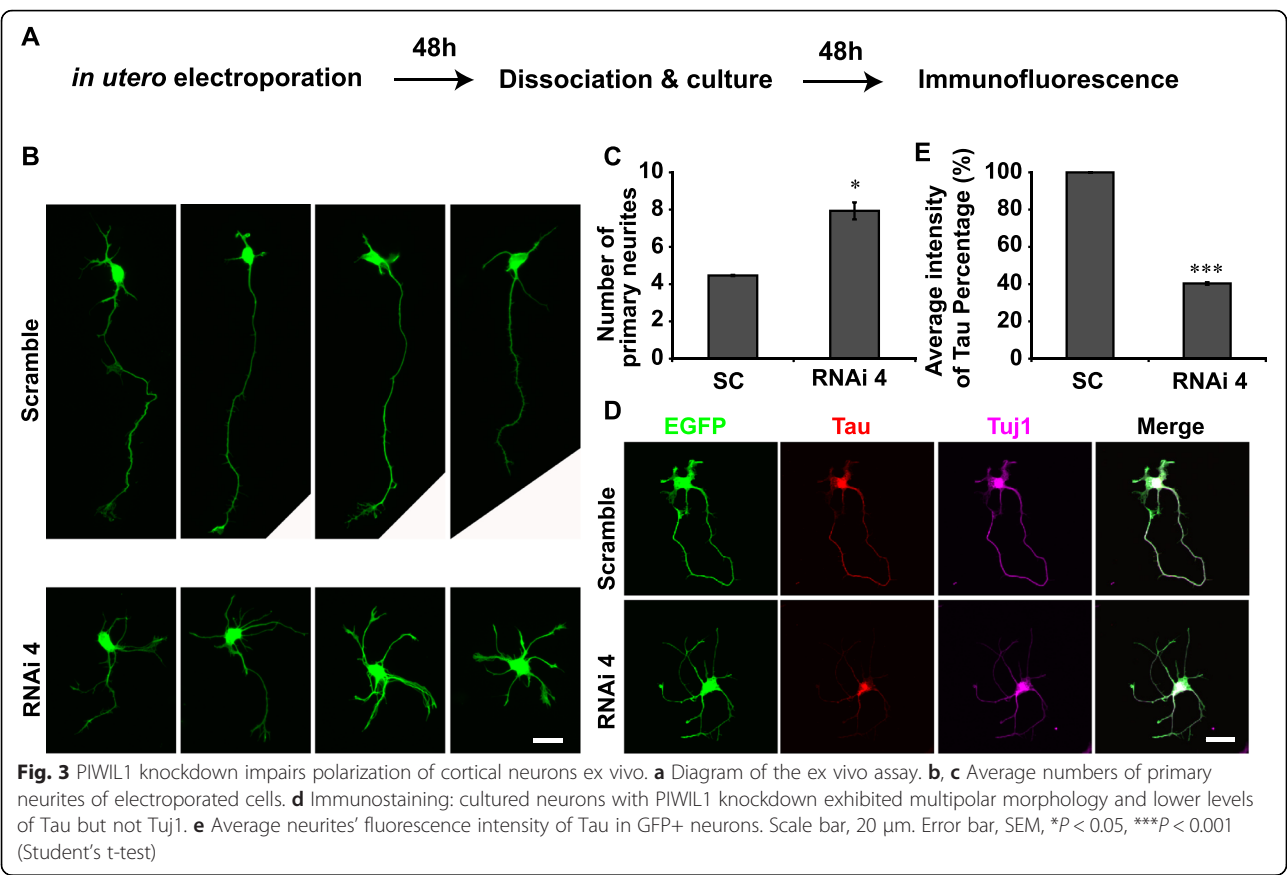 A
in utero electroporation
48h
Dissociation & culture
48h
Immunofluorescence
B
Scramble
RNAi 4
C
Number of
primary neurites
10
8
6
4
2
0
*
SC
RNAi 4
E
Average intensity
of Tau Percentage (%)
100
80
60
40
20
0
***
SC
RNAi 4
D
EGFP
Tau
Tuj1
Merge
Scramble
RNAi 4
Fig. 3 PIWIL1 knockdown impairs polarization of cortical neurons ex vivo. a Diagram of the ex vivo assay. b, c Average numbers of primary
neurites of electroporated cells. d Immunostaining: cultured neurons with PIWIL1 knockdown exhibited multipolar morphology and lower levels
of Tau but not Tuj1. e Average neurites’ fluorescence intensity of Tau in GFP+ neurons. Scale bar, 20 μm. Error bar, SEM, *P < 0.05, ***P < 0.001
(Student’s t-test)